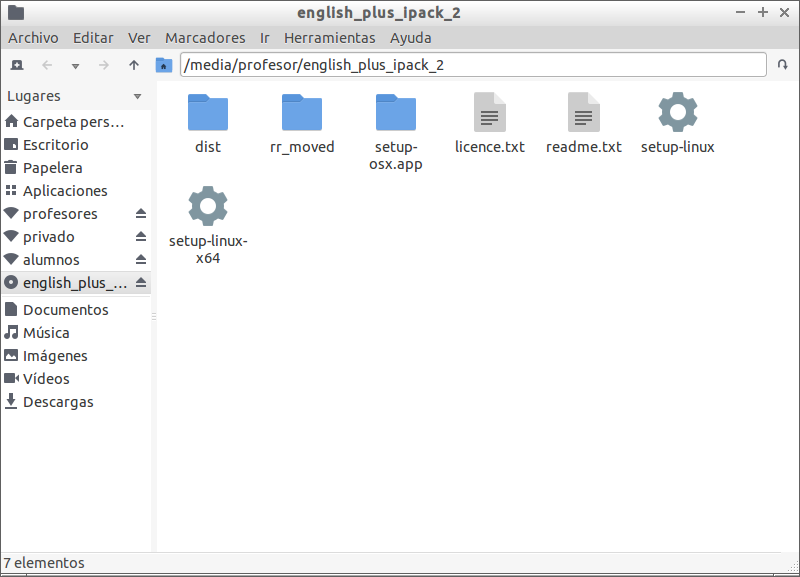 english_plus_ipack_2
Archivo Editar Ver Marcadores Ir Herramientas Ayuda
/media/profesor/english_plus_ipack_2
Lugares
Carpeta pers...
Escritorio
Papelera
Aplicaciones
profesores
privado
alumnos
english_plus_...
Documentos
Música
Imágenes
Vídeos
Descargas
dist
rr_moved
setup-
osx.app
licence.txt
readme.txt
setup-linux
setup-linux-
x64
7 elementos